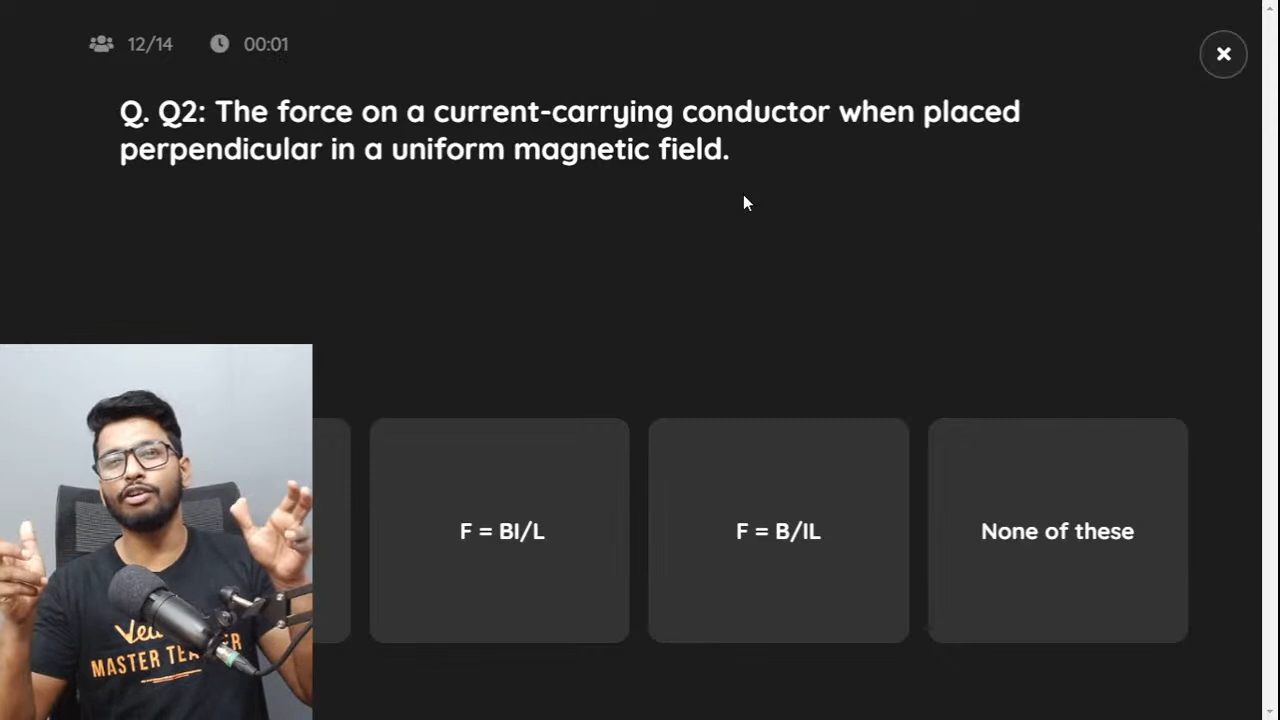 12/14 00:01
Q. Q2: The force on a current-carrying conductor when placed
perpendicular in a uniform magnetic field.
F = BI/L
F = B/IL
None of these
MASTER